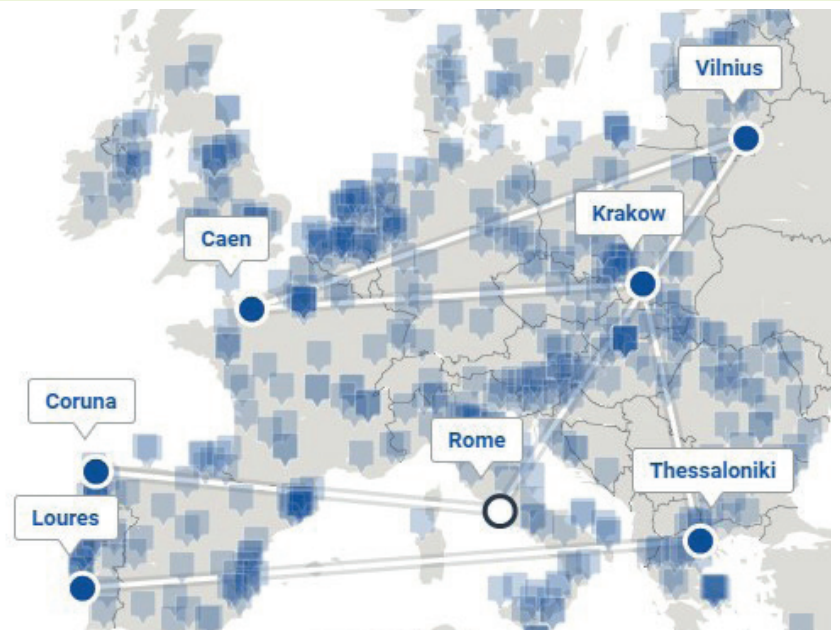 Vilnius
Krakow
Caen
Coruna
Rome
Thessaloniki
Loures